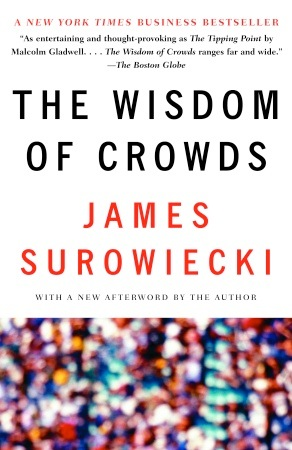 A NEW YORK TIMES BUSINESS BESTSELLER
"As entertaining and thought-provoking as The Tipping Point by
Malcolm Gladwell. . . . The Wisdom of Crowds ranges far and wide."
—The Boston Globe
THE WISDOM
OF CROWDS
JAMES
SUROWIECKI
WITH A NEW AFTERWORD BY THE AUTHOR